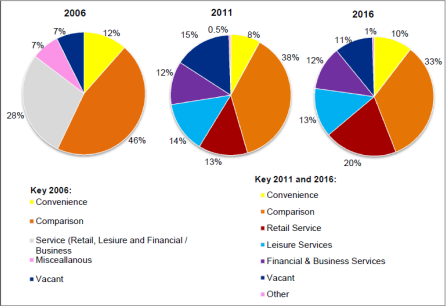 2006
2011
2016
7%
12%
7%
28%
46%
0.5%
15%
8%
12%
38%
14%
13%
1%
11%
10%
12%
33%
13%
20%
Key 2006:
Convenience
Comparison
Service (Retail, Lesiure and Financial /
Business
Misceallanous
Vacant
Key 2011 and 2016:
Convenience
Comparison
Retail Service
Leisure Services
Financial & Business Services
Vacant
Other